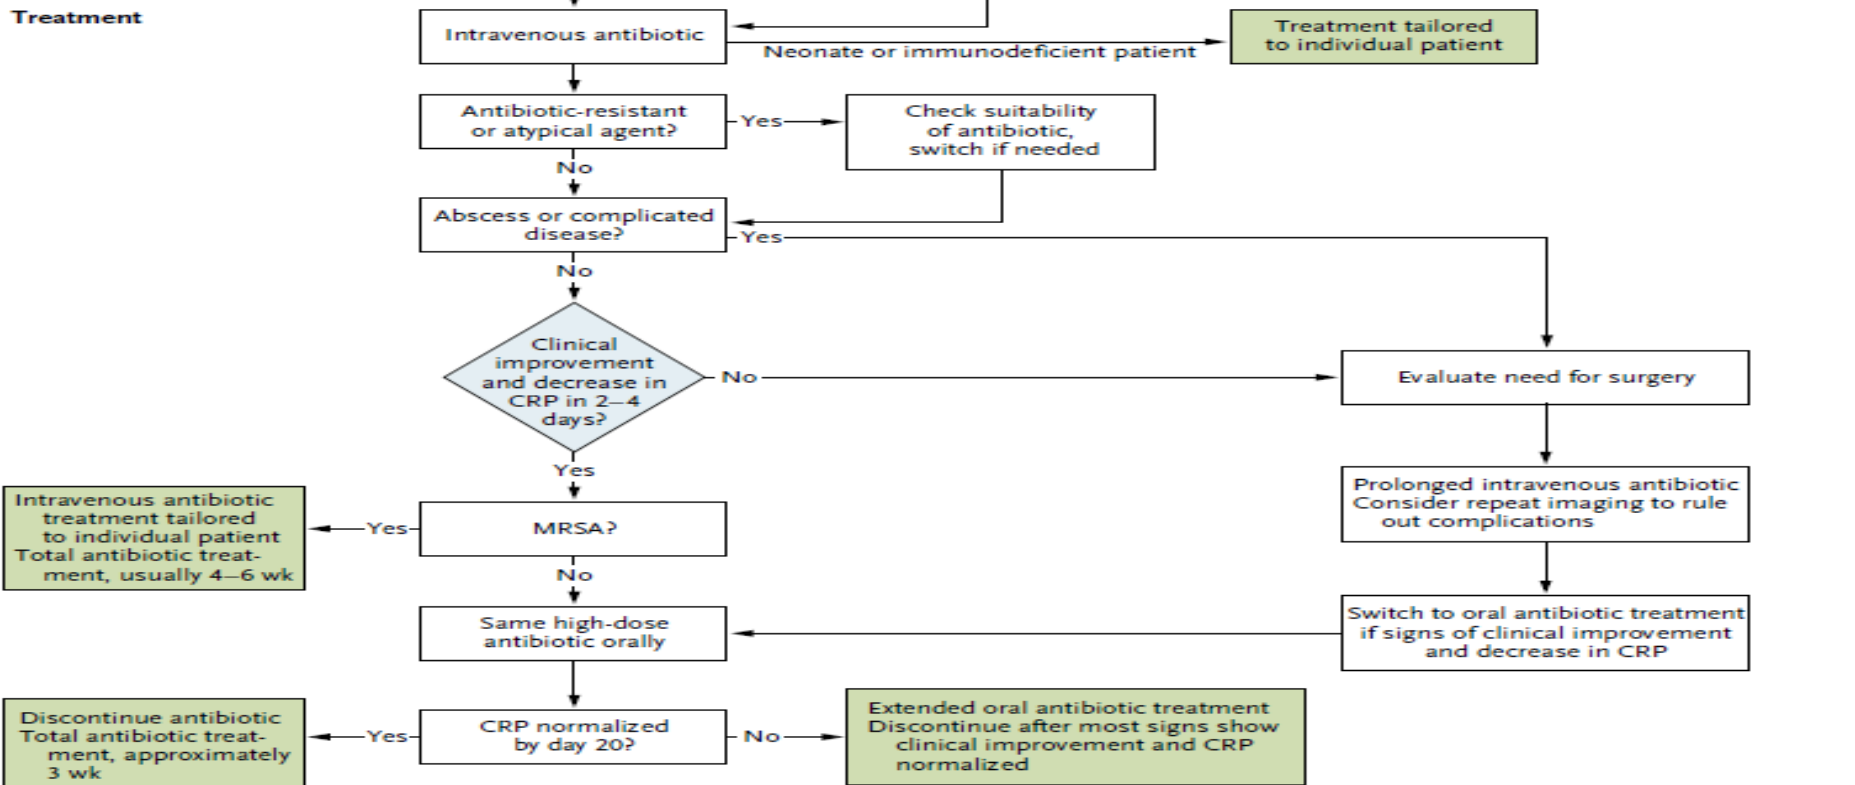 Treatment
Intravenous antibiotic
Neonate or immunodeficient patient
Treatment tailored
to individual patient
Antibiotic-resistant
or atypical agent?
Yes
Check suitability
of antibiotic,
switch if needed
No
Abscess or complicated
disease?
Yes
No
Clinical
improvement
and decrease in
CRP in 2–4
days?
No
Evaluate need for surgery
Yes
Prolonged intravenous antibiotic
Consider repeat imaging to rule
out complications
Intravenous antibiotic
treatment tailored
to individual patient
Total antibiotic treat-
ment, usually 4–6 wk
Yes
MRSA?
No
Same high-dose
antibiotic orally
Switch to oral antibiotic treatment
if signs of clinical improvement
and decrease in CRP
Discontinue antibiotic
Total antibiotic treat-
ment, approximately
3 wk
Yes
CRP normalized
by day 20?
No
Extended oral antibiotic treatment
Discontinue after most signs show
clinical improvement and CRP
normalized